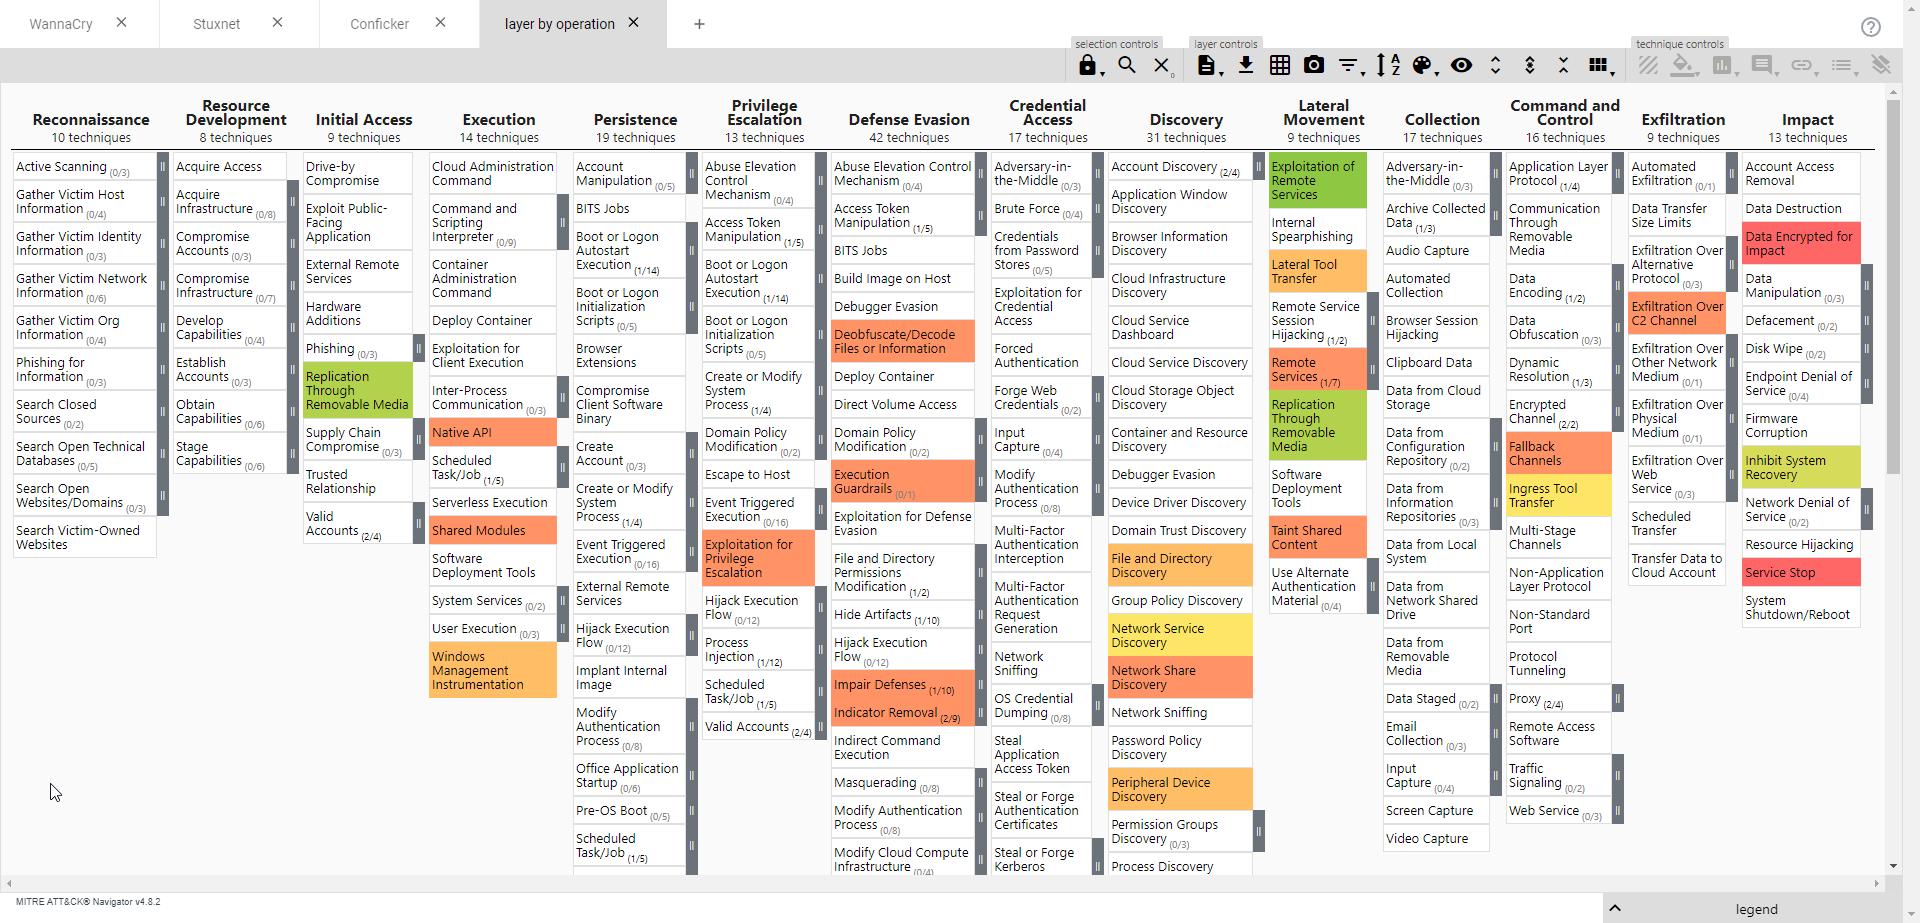 WannaCry
Stuxnet
Conficker
layer by operation
selection controls
layer controls
technique controls
0
A
Z
Reconnaissance
10 techniques
Active Scanning (0/3)
Gather Victim Host
Information (0/4)
Gather Victim Identity
Information (0/3)
Gather Victim Network
Information (0/6)
Gather Victim Org
Information (0/4)
Phishing for
Information (0/3)
Search Closed
Sources (0/2)
Search Open Technical
Databases (0/5)
Search Open
Websites/Domains (0/3)
Search Victim-Owned
Websites
Resource
Development
8 techniques
Acquire Access
Acquire
Infrastructure (0/8)
Compromise
Accounts (0/3)
Compromise
Infrastructure (0/7)
Develop
Capabilities (0/4)
Establish
Accounts (0/3)
Obtain
Capabilities (0/6)
Stage
Capabilities (0/6)
Initial Access
9 techniques
Drive-by
Compromise
Exploit Public-
Facing
Application
External Remote
Services
Hardware
Additions
Phishing (0/3)
Replication
Through
Removable Media
Supply Chain
Compromise (0/3)
Trusted
Relationship
Valid
Accounts (2/4)
Execution
14 techniques
Cloud Administration
Command
Command and
Scripting
Interpreter (0/9)
Container
Administration
Command
Deploy Container
Exploitation for
Client Execution
Inter-Process
Communication (0/3)
Native API
Scheduled
Task/Job (1/5)
Serverless Execution
Shared Modules
Software
Deployment Tools
System Services (0/2)
User Execution (0/3)
Windows
Management
Instrumentation
Persistence
19 techniques
Account
Manipulation (0/5)
BITS Jobs
Boot or Logon
Autostart
Execution (1/14)
Boot or Logon
Initialization
Scripts (0/5)
Browser
Extensions
Compromise
Client Software
Binary
Create
Account (0/3)
Create or Modify
System
Process (1/4)
Event Triggered
Execution (0/16)
External Remote
Services
Hijack Execution
Flow (0/12)
Implant Internal
Image
Modify
Authentication
Process (0/8)
Office Application
Startup (0/6)
Pre-OS Boot (0/5)
Scheduled
Task/Job (1/5)
Privilege
Escalation
13 techniques
Abuse Elevation
Control
Mechanism (0/4)
Access Token
Manipulation (1/5)
Boot or Logon
Autostart
Execution (1/14)
Boot or Logon
Initialization
Scripts (0/5)
Create or Modify
System
Process (1/4)
Domain Policy
Modification (0/2)
Escape to Host
Event Triggered
Execution (0/16)
Exploitation for
Privilege
Escalation
Hijack Execution
Flow (0/12)
Process
Injection (1/12)
Scheduled
Task/Job (1/5)
Valid Accounts (2/4)
Defense Evasion
42 techniques
Abuse Elevation Control
Mechanism (0/4)
Access Token
Manipulation (1/5)
BITS Jobs
Build Image on Host
Debugger Evasion
Deobfuscate/Decode
Files or Information
Deploy Container
Direct Volume Access
Domain Policy
Modification (0/2)
Execution
Guardrails (0/1)
Exploitation for Defense
Evasion
File and Directory
Permissions
Modification (1/2)
Hide Artifacts (1/10)
Hijack Execution
Flow (0/12)
Impair Defenses (1/10)
Indicator Removal (2/9)
Indirect Command
Execution
Masquerading (0/8)
Modify Authentication
Process (0/8)
Modify Cloud Compute
Infrastructure (0/4)
Credential
Access
17 techniques
Adversary-in-
the-Middle (0/3)
Brute Force (0/4)
Credentials
from Password
Stores (0/5)
Exploitation for
Credential
Access
Forced
Authentication
Forge Web
Credentials (0/2)
Input
Capture (0/4)
Modify
Authentication
Process (0/8)
Multi-Factor
Authentication
Interception
Multi-Factor
Authentication
Request
Generation
Network
Sniffing
OS Credential
Dumping (0/8)
Steal
Application
Access Token
Steal or Forge
Authentication
Certificates
Steal or Forge
Kerberos
Discovery
31 techniques
Account Discovery (2/4)
Application Window
Discovery
Browser Information
Discovery
Cloud Infrastructure
Discovery
Cloud Service
Dashboard
Cloud Service Discovery
Cloud Storage Object
Discovery
Container and Resource
Discovery
Debugger Evasion
Device Driver Discovery
Domain Trust Discovery
File and Directory
Discovery
Group Policy Discovery
Network Service
Discovery
Network Share
Discovery
Network Sniffing
Password Policy
Discovery
Peripheral Device
Discovery
Permission Groups
Discovery (0/3)
Process Discovery
Lateral
Movement
9 techniques
Exploitation of
Remote
Services
Internal
Spearphishing
Lateral Tool
Transfer
Remote Service
Session
Hijacking (1/2)
Remote
Services (1/7)
Replication
Through
Removable
Media
Software
Deployment
Tools
Taint Shared
Content
Use Alternate
Authentication
Material (0/4)
Collection
17 techniques
Adversary-in-
the-Middle (0/3)
Archive Collected
Data (1/3)
Audio Capture
Automated
Collection
Browser Session
Hijacking
Clipboard Data
Data from Cloud
Storage
Data from
Configuration
Repository (0/2)
Data from
Information
Repositories (0/3)
Data from Local
System
Data from
Network Shared
Drive
Data from
Removable
Media
Data Staged (0/2)
Email
Collection (0/3)
Input
Capture (0/4)
Screen Capture
Video Capture
Command and
Control
16 techniques
Application Layer
Protocol (1/4)
Communication
Through
Removable
Media
Data
Encoding (1/2)
Data
Obfuscation (0/3)
Dynamic
Resolution (1/3)
Encrypted
Channel (2/2)
Fallback
Channels
Ingress Tool
Transfer
Multi-Stage
Channels
Non-Application
Layer Protocol
Non-Standard
Port
Protocol
Tunneling
Proxy (2/4)
Remote Access
Software
Traffic
Signaling (0/2)
Web Service (0/3)
Exfiltration
9 techniques
Automated
Exfiltration (0/1)
Data Transfer
Size Limits
Exfiltration Over
Alternative
Protocol (0/3)
Exfiltration Over
C2 Channel
Exfiltration Over
Other Network
Medium (0/1)
Exfiltration Over
Physical
Medium (0/1)
Exfiltration Over
Web
Service (0/3)
Scheduled
Transfer
Transfer Data to
Cloud Account
Impact
13 techniques
Account Access
Removal
Data Destruction
Data Encrypted for
Impact
Data
Manipulation (0/3)
Defacement (0/2)
Disk Wipe (0/2)
Endpoint Denial of
Service (0/4)
Firmware
Corruption
Inhibit System
Recovery
Network Denial of
Service (0/2)
Resource Hijacking
Service Stop
System
Shutdown/Reboot
MITRE ATT&CK® Navigator v4.8.2
legend